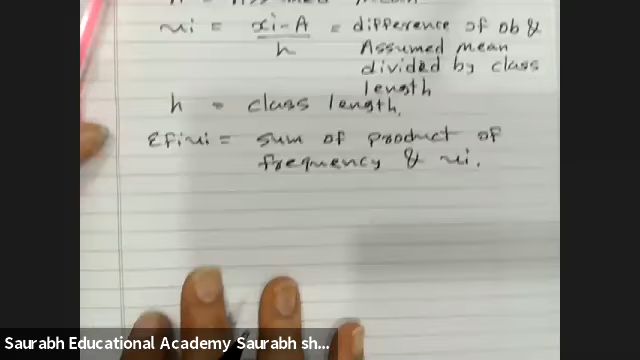 ui = xi-A / h = difference of ob &
Assumed mean
divided by class
length
h = class length.
Σfiui = sum of product of
frequency & ui.
Saurabh Educational Academy Saurabh sh...